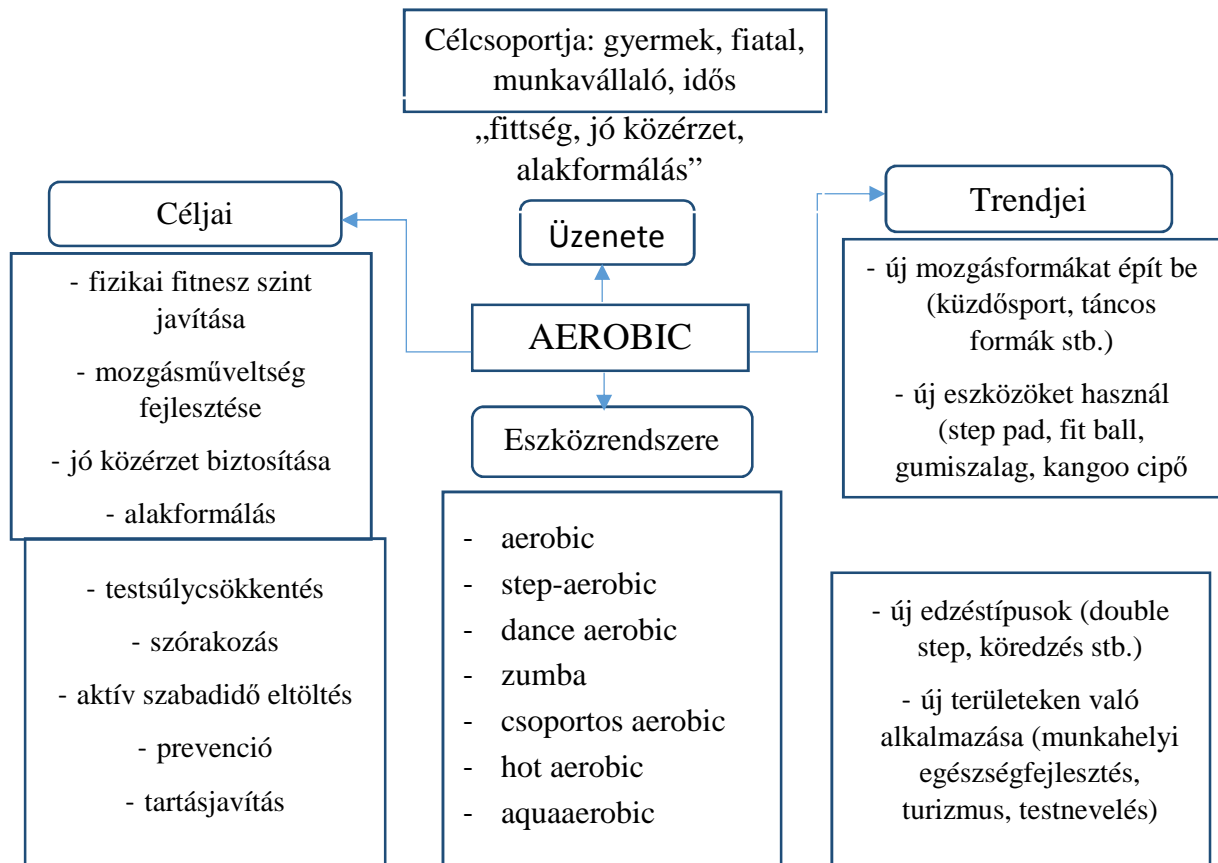 Célcsoportja: gyermek, fiatal,
munkavállaló, idős
„fittség, jó közérzet,
alakformálás”
Üzenete
AEROBIC
Céljai
- fizikai fitnesz szint
javítása
- mozgásműveltség
fejlesztése
- jó közérzet biztosítása
- alakformálás
- testsúlycsökkentés
- szórakozás
- aktív szabadidő eltöltés
- prevenció
- tartásjavítás
Eszközrendszere
- aerobic
- step-aerobic
- dance aerobic
- zumba
- csoportos aerobic
- hot aerobic
- aquaaerobic
Trendjei
- új mozgásformákat épít be
(küzdősport, táncos
formák stb.)
- új eszközöket használ
(step pad, fit ball,
gumiszalag, kangoo cipő
- új edzéstípusok (double
step, köredzés stb.)
- új területeken való
alkalmazása (munkahelyi
egészségfejlesztés,
turizmus, testnevelés)